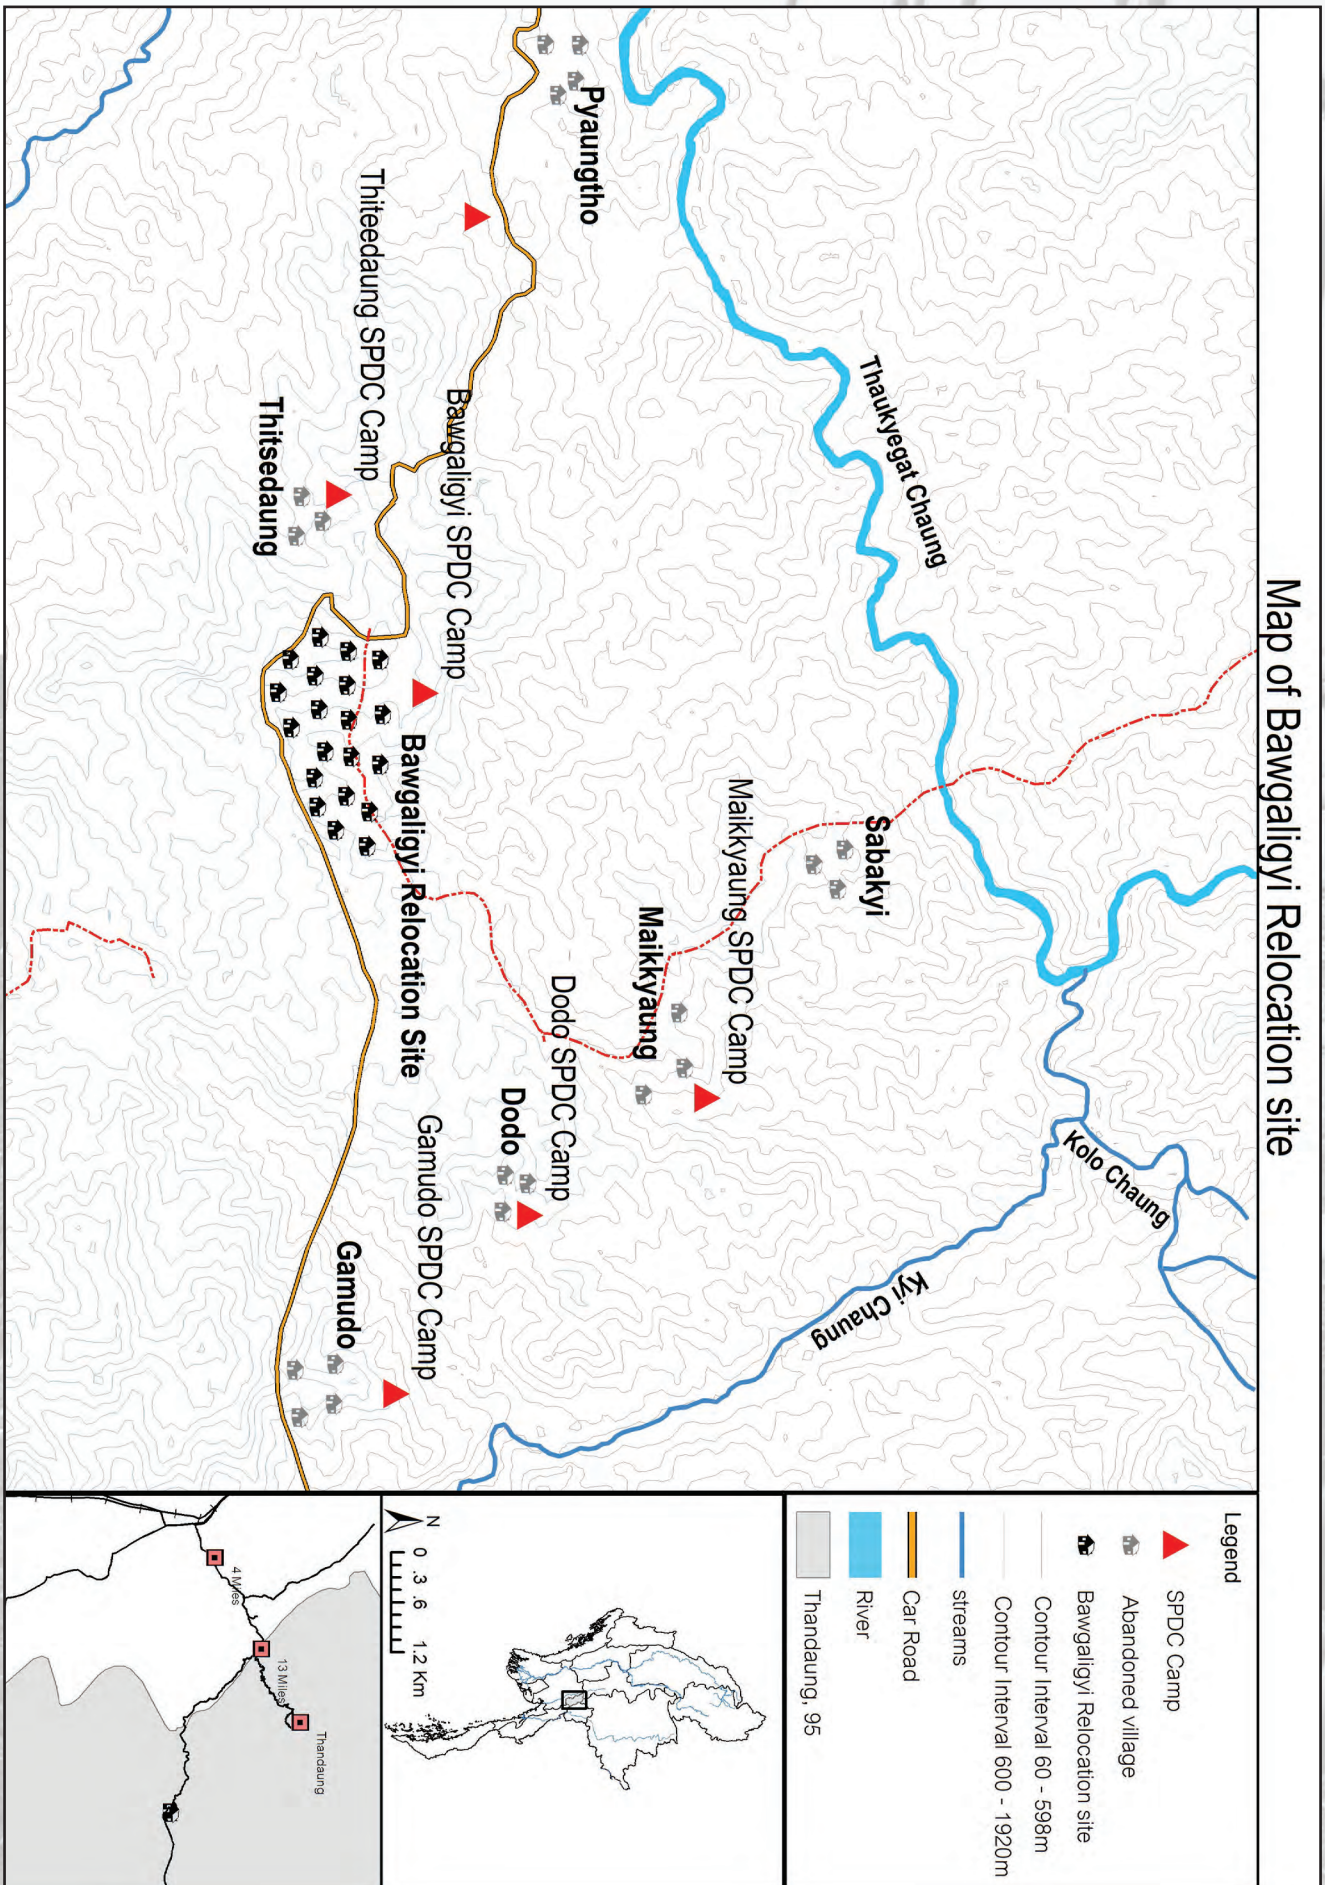 Map of Bawgaligyi Relocation site
Pyaungtho
Thaukyegat Chaung
Thiteedaung SPDC Camp
Bawgaligyi SPDC Camp
Thitsedaung
Sabakyi
Maikkyaung SPDC Camp
Maikkyaung
Bawgaligyi Relocation Site
Dodo SPDC Camp
Dodo
Gamudo SPDC Camp
Gamudo
Kolo Chaung
Kyi Chaung
Legend
SPDC Camp
Abandoned village
Bawgaligyi Relocation site
Contour Interval 60 - 598m
Contour Interval 600 - 1920m
streams
Car Road
River
Thandaung, 95
N
0 .3 .6 1.2 Km
4 Miles
13 Miles
Thandaung